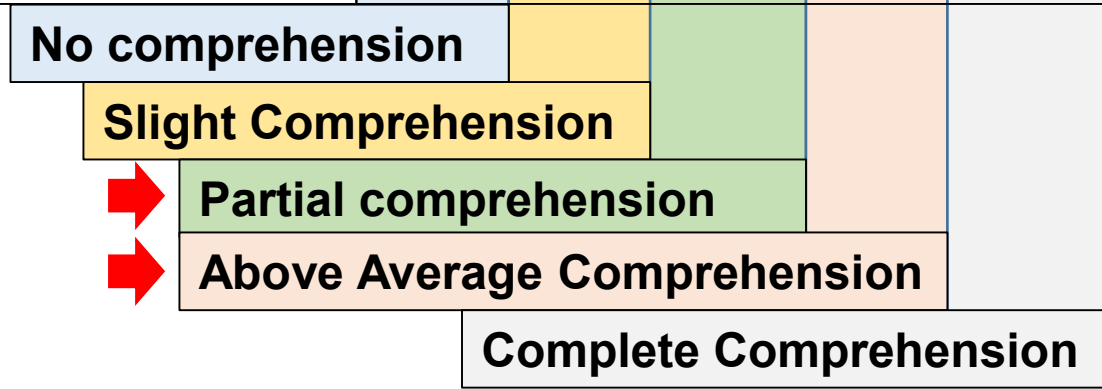 No comprehension
Slight Comprehension
Partial comprehension
Above Average Comprehension
Complete Comprehension